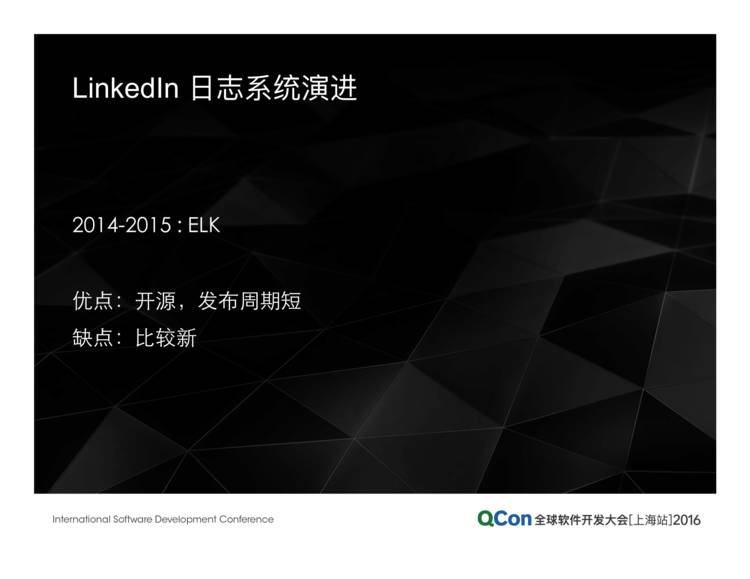 LinkedIn 日志系统演进
2014-2015 : ELK
优点：开源，发布周期短
缺点：比较新
International Software Development Conference
QCon 全球软件开发大会[上海站]2016